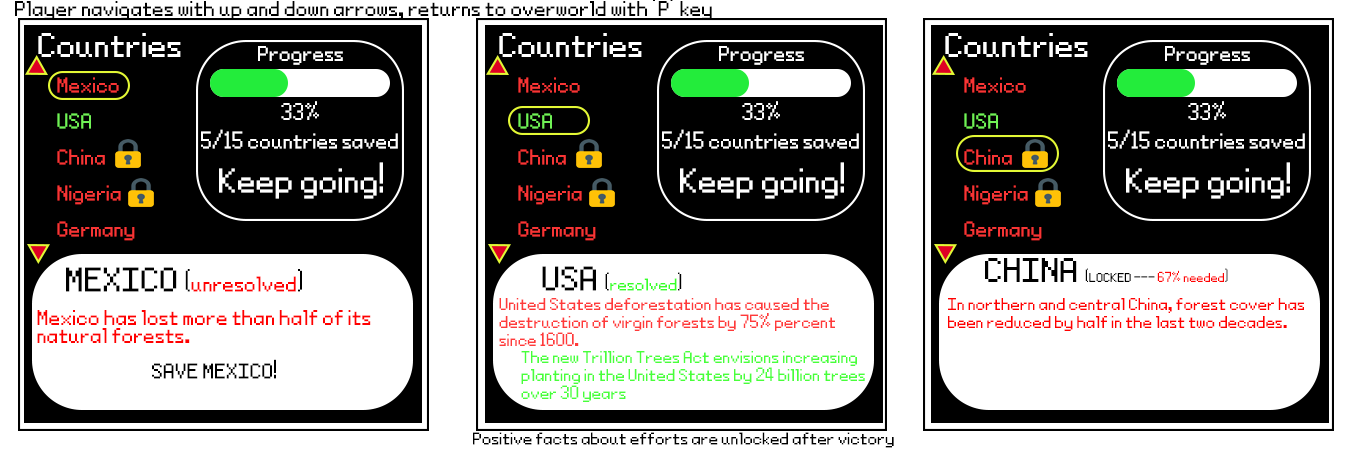 Player navigates with up and down arrows, returns to overworld with 'P' key
Countries
Progress
Mexico
33%
USA
5/15 countries saved
China
Keep going!
Nigeria
Germany
MEXICO (unresolved)
Mexico has lost more than half of its
natural forests.
SAVE MEXICO!
Countries
Progress
Mexico
33%
USA
5/15 countries saved
China
Keep going!
Nigeria
Germany
USA (resolved)
United States deforestation has caused the
destruction of virgin forests by 75% percent
since 1600.
The new Trillion Trees Act envisions increasing
planting in the United States by 24 billion trees
over 30 years
Positive facts about efforts are unlocked after victory
Countries
Progress
Mexico
33%
USA
5/15 countries saved
China
Keep going!
Nigeria
Germany
CHINA (LOCKED --- 67% needed)
In northern and central China, forest cover has
been reduced by half in the last two decades.